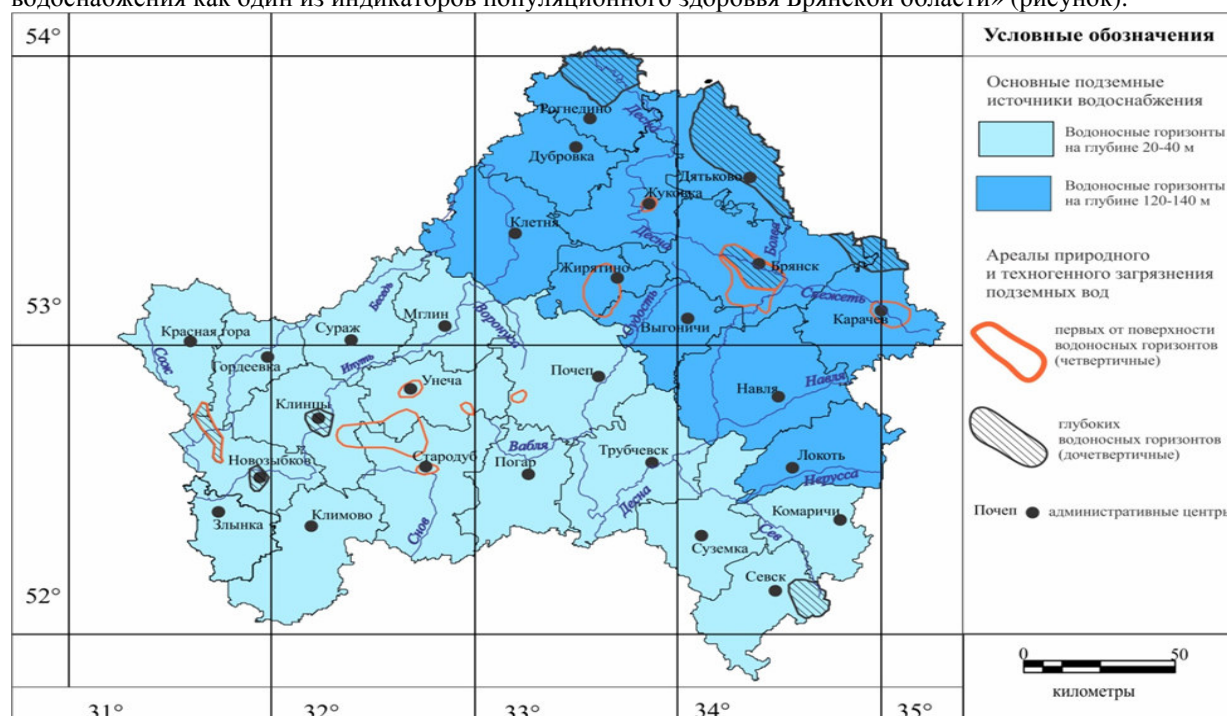 водоснабжения как один из индикаторов популяционного здоровья Брянской области» (рисунок).
54°
53°
52°
31°
32°
33°
34°
35°
Рогнедино
Десна
Дубровка
Дятьково
Жуковка
Клетня
Десна
Болва
Брянск
Жирятино
Снежеть
Судость
Выгоничи
Карачев
Беседь
Мглин
Воронуса
Красная гора
Сураж
Сож
Гордеевка
Ипуть
Унеча
Почеп
Навля
Навля
Клинцы
Новозыбков
Стародуб
Вабля
Погар
Трубчевск
Локоть
Нерусса
Злынка
Климово
Снов
Десна
Комаричи
Сев
Суземка
Севск
Условные обозначения
Основные подземные
источники водоснабжения
Водоносные горизонты
на глубине 20-40 м
Водоносные горизонты
на глубине 120-140 м
Ареалы природного
и техногенного загрязнения
подземных вод
первых от поверхности
водоносных горизонтов
(четвертичные)
глубоких
водоносных горизонтов
(дочетвертичные)
Почеп
административные центры
0
50
километры